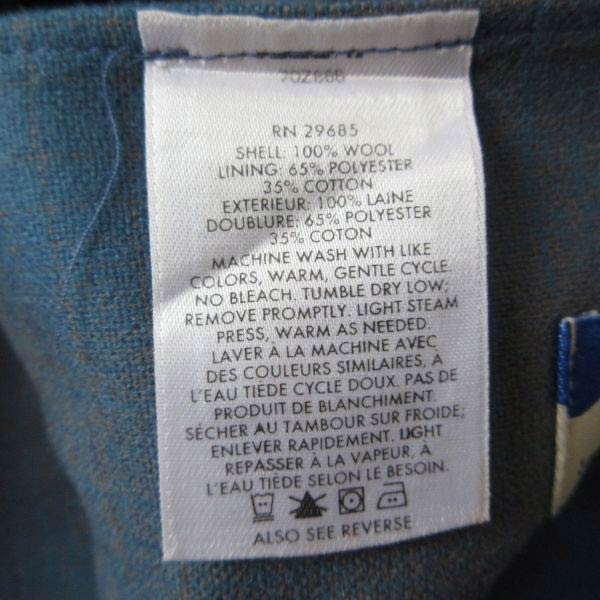 RN 29685
SHELL: 100% WOOL
LINING: 65% POLYESTER
35% COTTON
EXTERIEUR: 100% LAINE
DOUBLURE: 65% POLYESTER
35% COTON
MACHINE WASH WITH LIKE
COLORS, WARM, GENTLE CYCLE.
NO BLEACH. TUMBLE DRY LOW;
REMOVE PROMPTLY. LIGHT STEAM
PRESS, WARM AS NEEDED.
LAVER À LA MACHINE AVEC
DES COULEURS SIMILAIRES, À
L'EAU TIÈDE CYCLE DOUX. PAS DE
PRODUIT DE BLANCHIMENT.
SÉCHER AU TAMBOUR SUR FROIDE;
ENLEVER RAPIDEMENT. LIGHT
REPASSER À LA VAPEUR, À
L'EAU TIÈDE SELON LE BESOIN.
ALSO SEE REVERSE